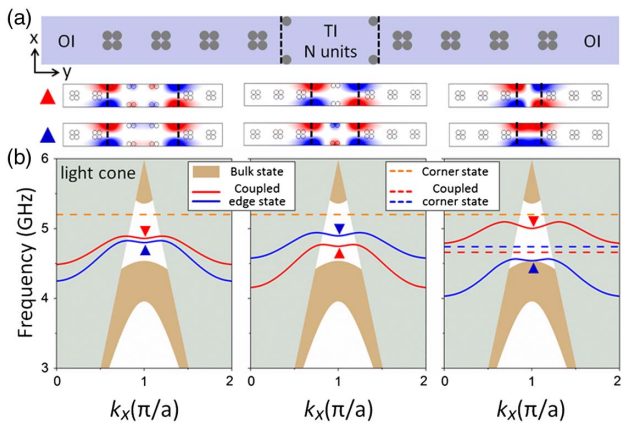 (a)
OI
TI
N units
OI
x
y
(b)
light cone
Bulk state
Coupled
edge state
Corner state
Coupled
corner state
Frequency (GHz)
6
5
4
3
0
1
2
0
1
2
0
1
2
kₓ(π/a)
kₓ(π/a)
kₓ(π/a)